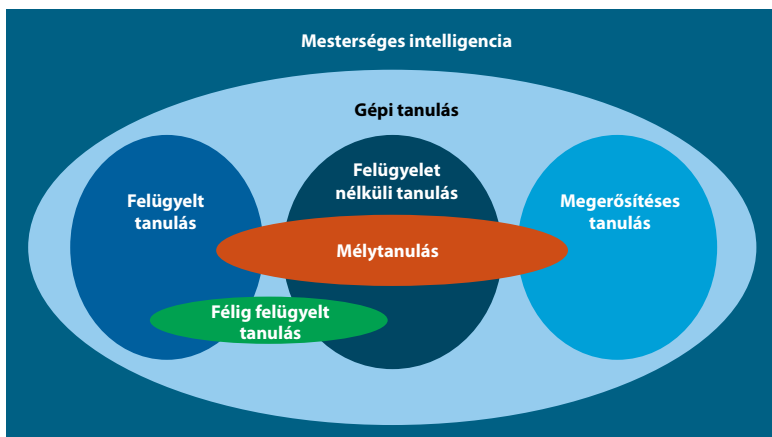 Mesterséges intelligencia
Gépi tanulás
Felügyelt
tanulás
Felügyelet
nélküli tanulás
Megerősítéses
tanulás
Mélytanulás
Félig felügyelt
tanulás